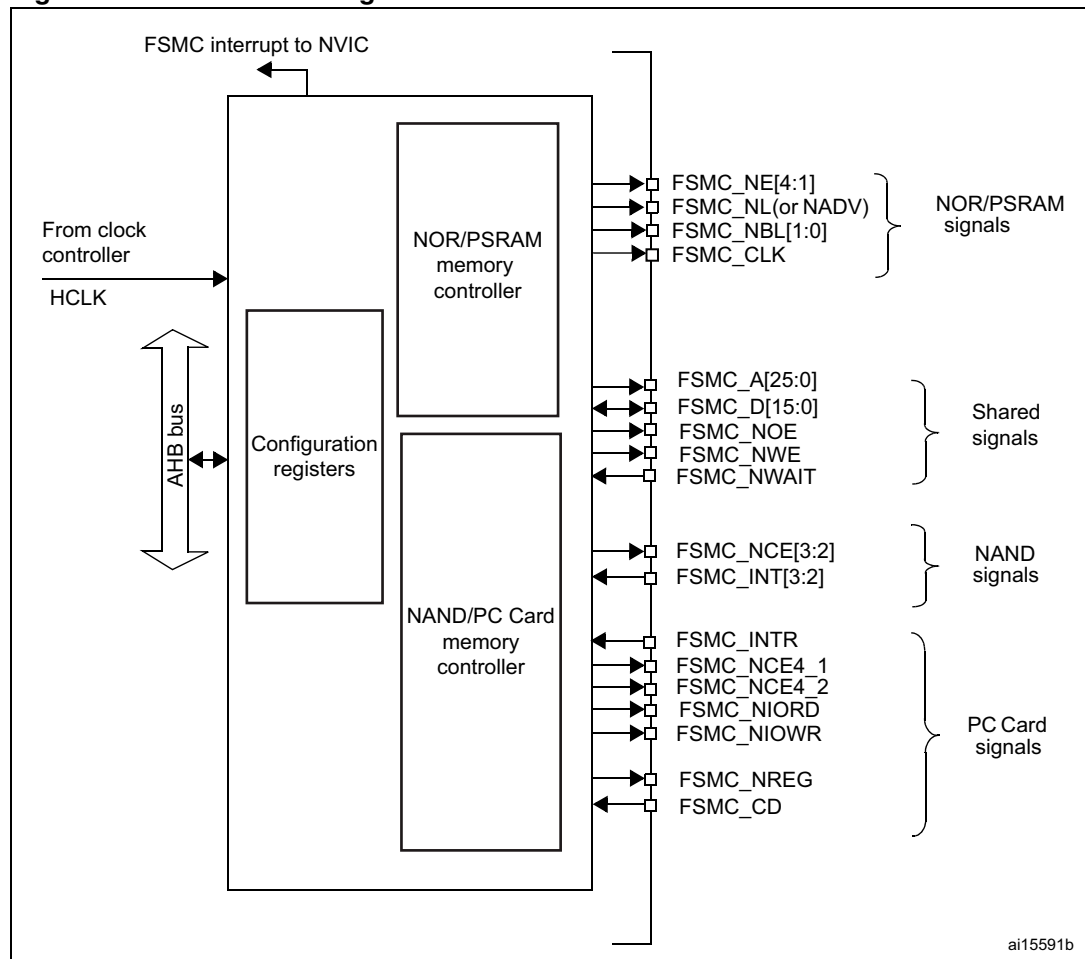 FSMC interrupt to NVIC
From clock
controller
HCLK
AHB bus
Configuration
registers
NOR/PSRAM
memory
controller
NAND/PC Card
memory
controller
FSMC_NE[4:1]
FSMC_NL(or NADV)
FSMC_NBL[1:0]
FSMC_CLK
NOR/PSRAM
signals
FSMC_A[25:0]
FSMC_D[15:0]
FSMC_NOE
FSMC_NWE
FSMC_NWAIT
Shared
signals
FSMC_NCE[3:2]
FSMC_INT[3:2]
NAND
signals
FSMC_INTR
FSMC_NCE4_1
FSMC_NCE4_2
FSMC_NIORD
FSMC_NIOWR
FSMC_NREG
FSMC_CD
PC Card
signals
ai15591b